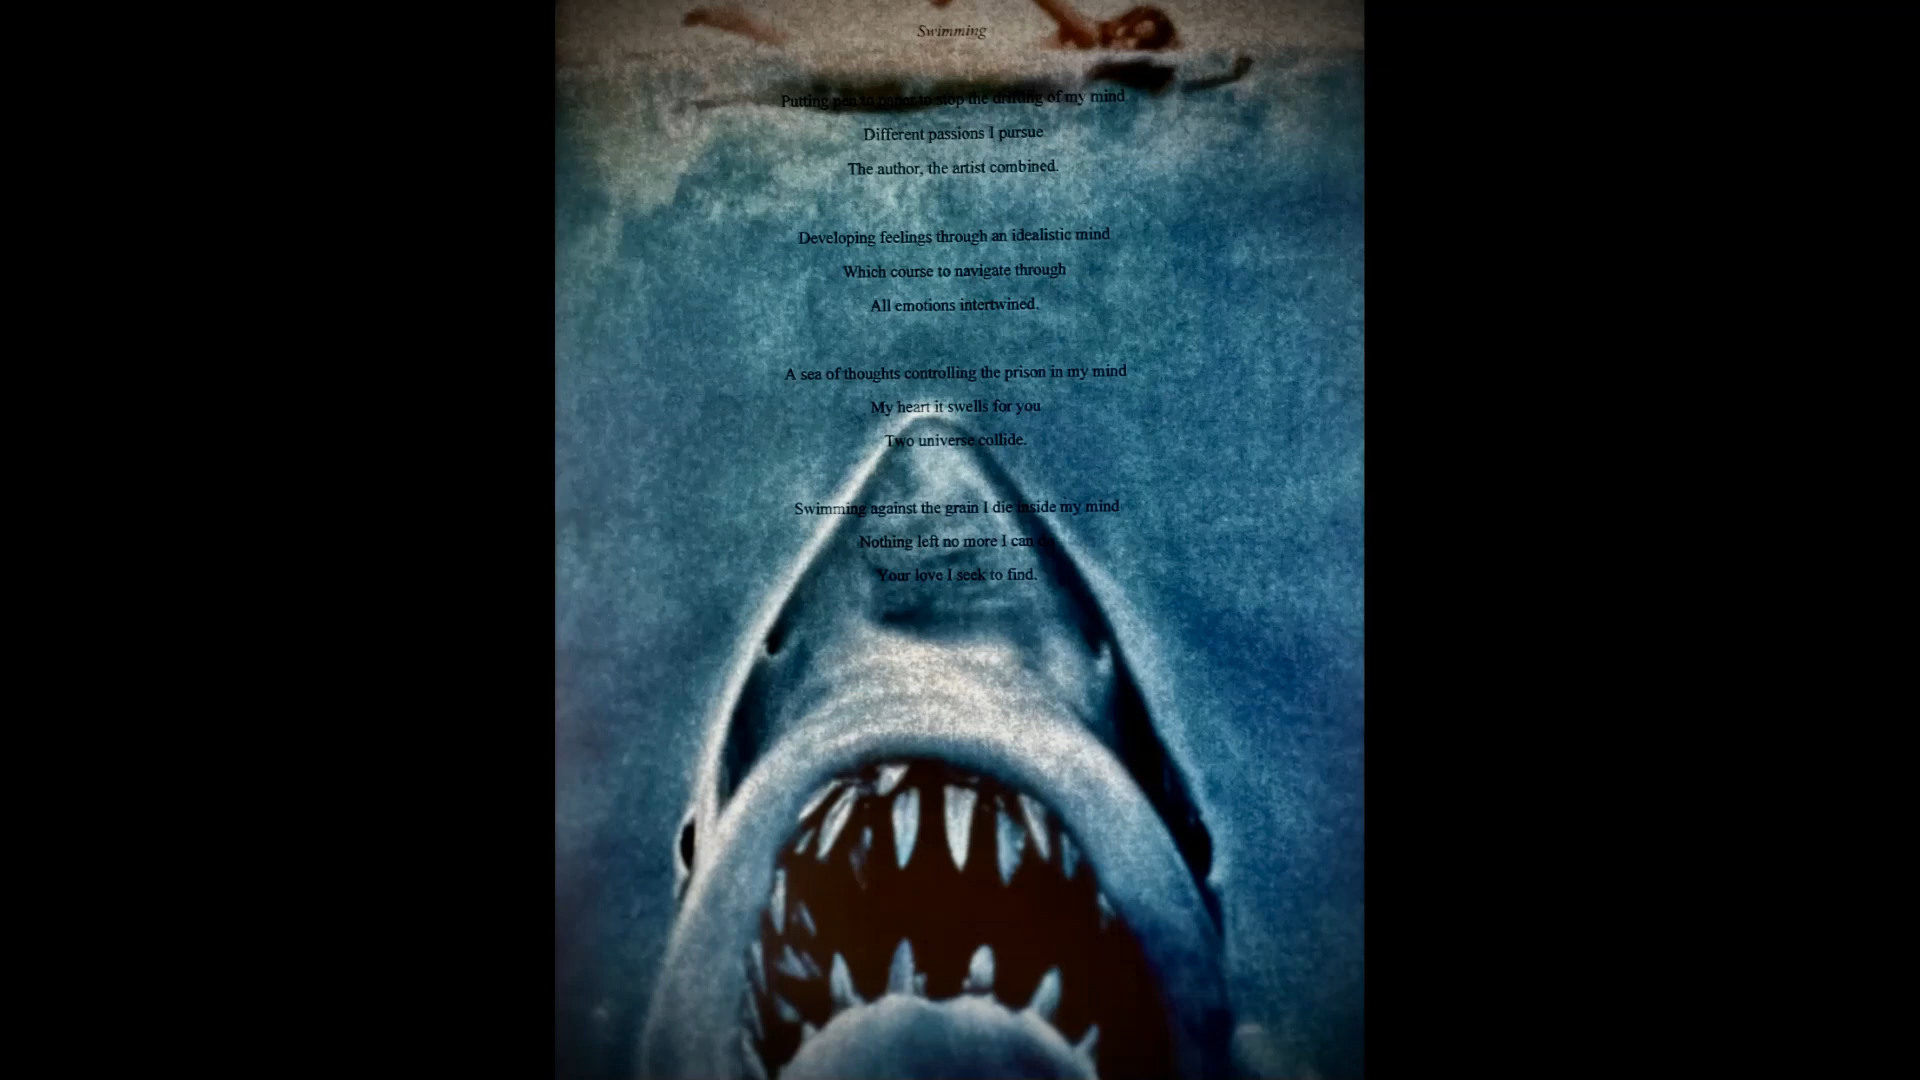 Swimming
Putting pen to paper to stop the drifting of my mind
Different passions I pursue
The author, the artist combined.
Developing feelings through an idealistic mind
Which course to navigate through
All emotions intertwined.
A sea of thoughts controlling the prison in my mind
My heart it swells for you
Two universe collide.
Swimming against the grain I die inside my mind
Nothing left no more I can do
Your love I seek to find.